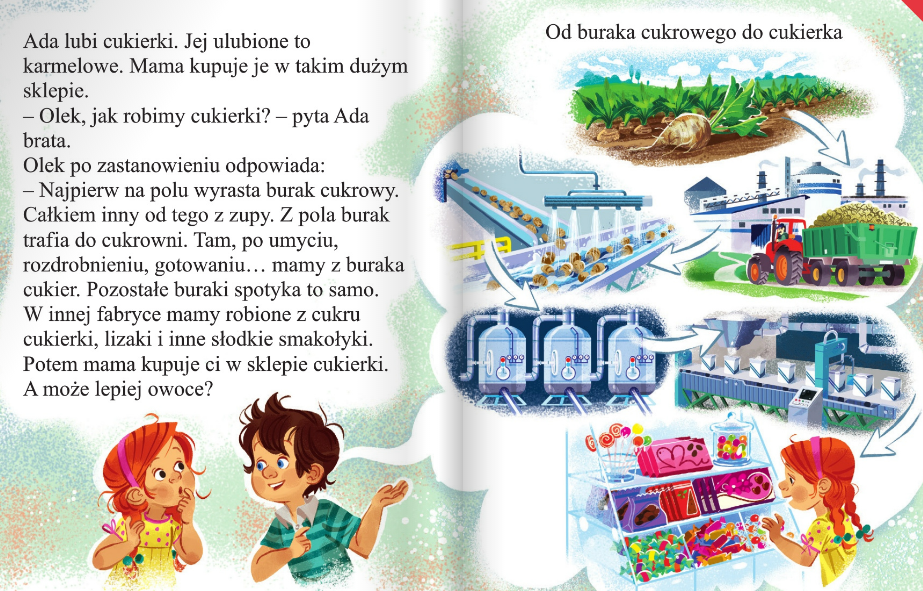 Ada lubi cukierki. Jej ulubione to
karmelowe. Mama kupuje je w takim dużym
sklepie.
– Olek, jak robimy cukierki? – pyta Ada
brata.
Olek po zastanowieniu odpowiada:
– Najpierw na polu wyrasta burak cukrowy.
Całkiem inny od tego z zupy. Z pola burak
trafia do cukrowni. Tam, po umyciu,
rozdrobnieniu, gotowaniu… mamy z buraka
cukier. Pozostałe buraki spotyka to samo.
W innej fabryce mamy robione z cukru
cukierki, lizaki i inne słodkie smakołyki.
Potem mama kupuje ci w sklepie cukierki.
A może lepiej owoce?
Od buraka cukrowego do cukierka